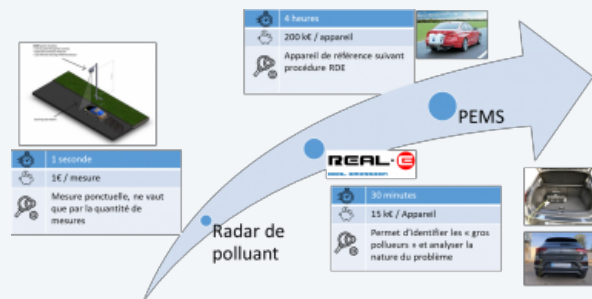 4 heures
200 k€ / appareil
Appareil de référence suivant
procédure RDE
PEMS
1 seconde
1€ / mesure
Mesure ponctuelle, ne vaut
que par la quantité de
mesures
REAL-e
30 minutes
15 k€ / Appareil
Permet d'identifier les « gros
pollueurs » et analyser la
nature du problème
Radar de
polluant